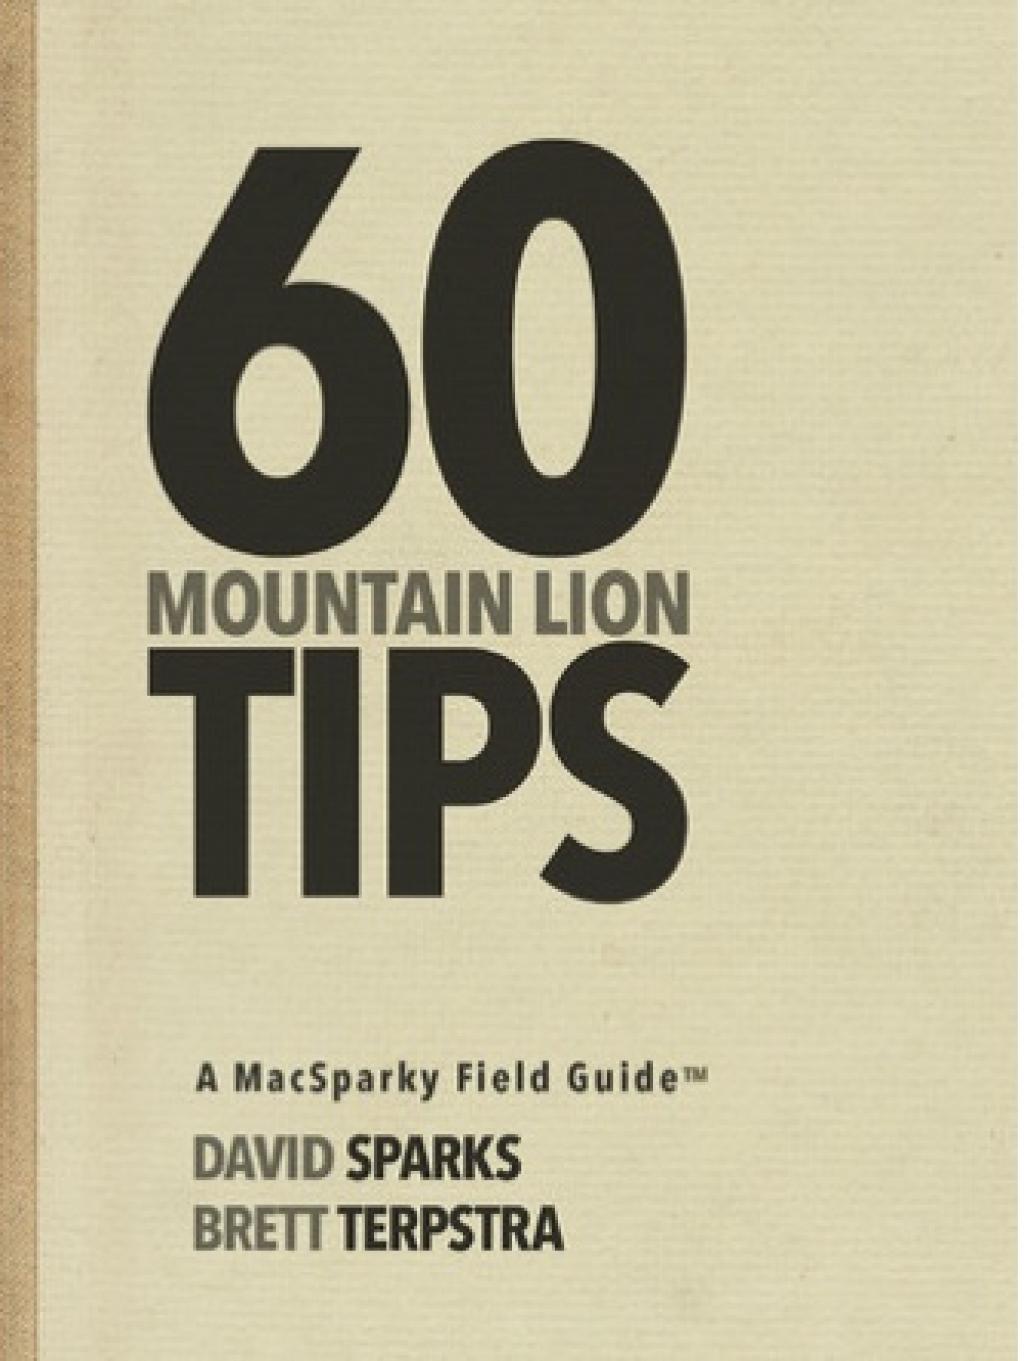 60
MOUNTAIN LION
TIPS
A MacSparky Field Guide™
DAVID SPARKS
BRETT TERPSTRA